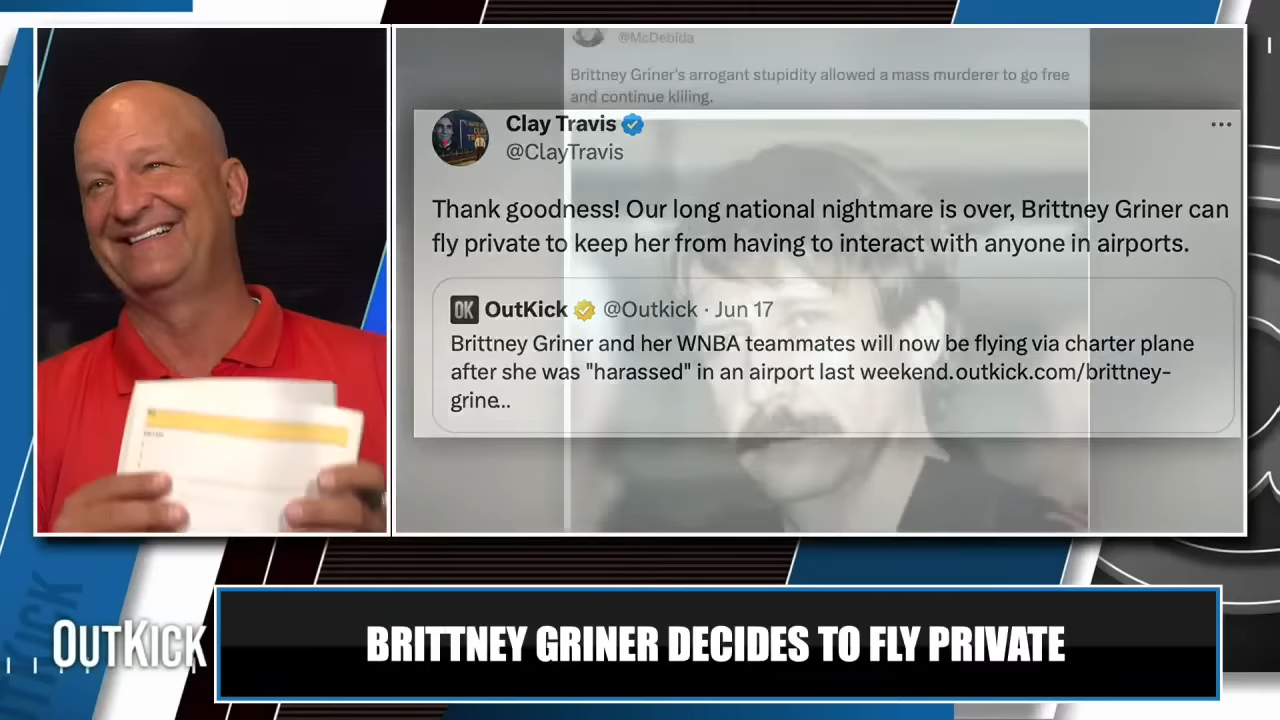 @McDebida
Brittney Griner's arrogant stupidity allowed a mass murderer to go free
and continue kliling.
Clay Travis
@ClayTravis
Thank goodness! Our long national nightmare is over, Brittney Griner can
fly private to keep her from having to interact with anyone in airports.
OK OutKick @Outkick · Jun 17
Brittney Griner and her WNBA teammates will now be flying via charter plane
after she was "harassed" in an airport last weekend.outkick.com/brittney-
grine...
OUTKICK
BRITTNEY GRINER DECIDES TO FLY PRIVATE